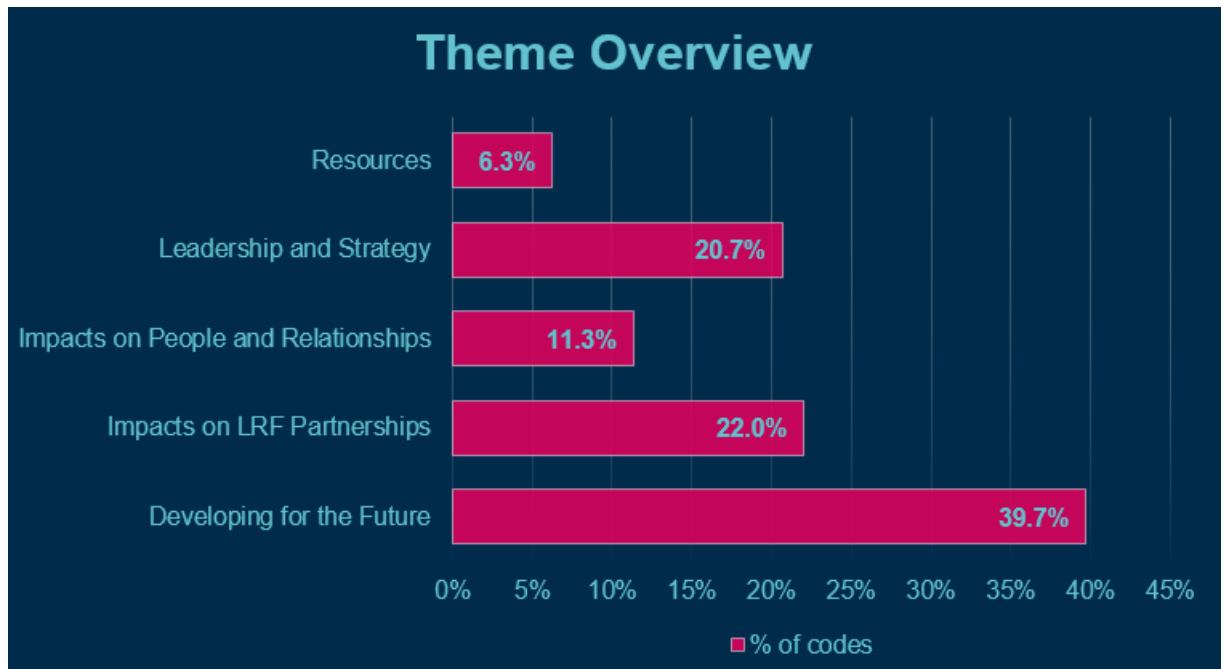 Theme Overview
Resources
6.3%
Leadership and Strategy
20.7%
Impacts on People and Relationships
11.3%
Impacts on LRF Partnerships
22.0%
Developing for the Future
39.7%
0% 5% 10% 15% 20% 25% 30% 35% 40% 45%
% of codes